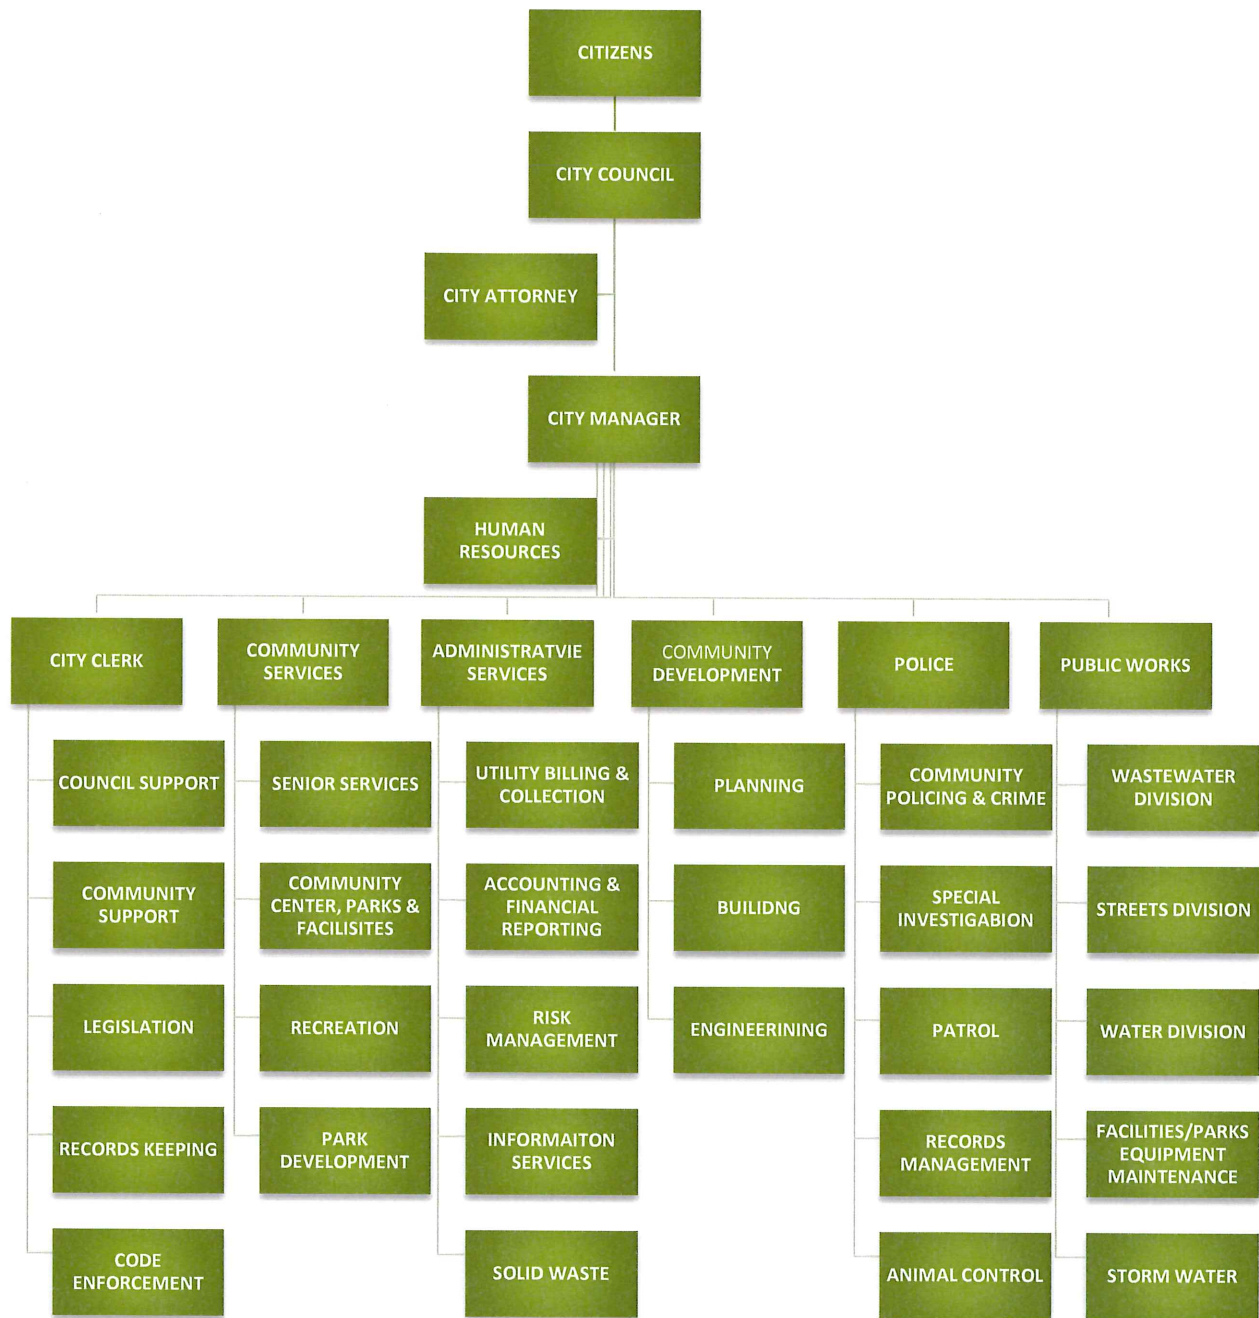 CITIZENS
CITY COUNCIL
CITY ATTORNEY
CITY MANAGER
HUMAN
RESOURCES
CITY CLERK
COMMUNITY
SERVICES
ADMINISTRATVIE
SERVICES
COMMUNITY
DEVELOPMENT
POLICE
PUBLIC WORKS
COUNCIL SUPPORT
SENIOR SERVICES
UTILITY BILLING &
COLLECTION
PLANNING
COMMUNITY
POLICING & CRIME
WASTEWATER
DIVISION
COMMUNITY
SUPPORT
COMMUNITY
CENTER, PARKS &
FACILISITES
ACCOUNTING &
FINANCIAL
REPORTING
BUILIDNG
SPECIAL
INVESTIGABION
STREETS DIVISION
LEGISLATION
RECREATION
RISK
MANAGEMENT
ENGINEERINING
PATROL
WATER DIVISION
RECORDS KEEPING
PARK
DEVELOPMENT
INFORMAITON
SERVICES
RECORDS
MANAGEMENT
FACILITIES/PARKS
EQUIPMENT
MAINTENANCE
CODE
ENFORCEMENT
SOLID WASTE
ANIMAL CONTROL
STORM WATER